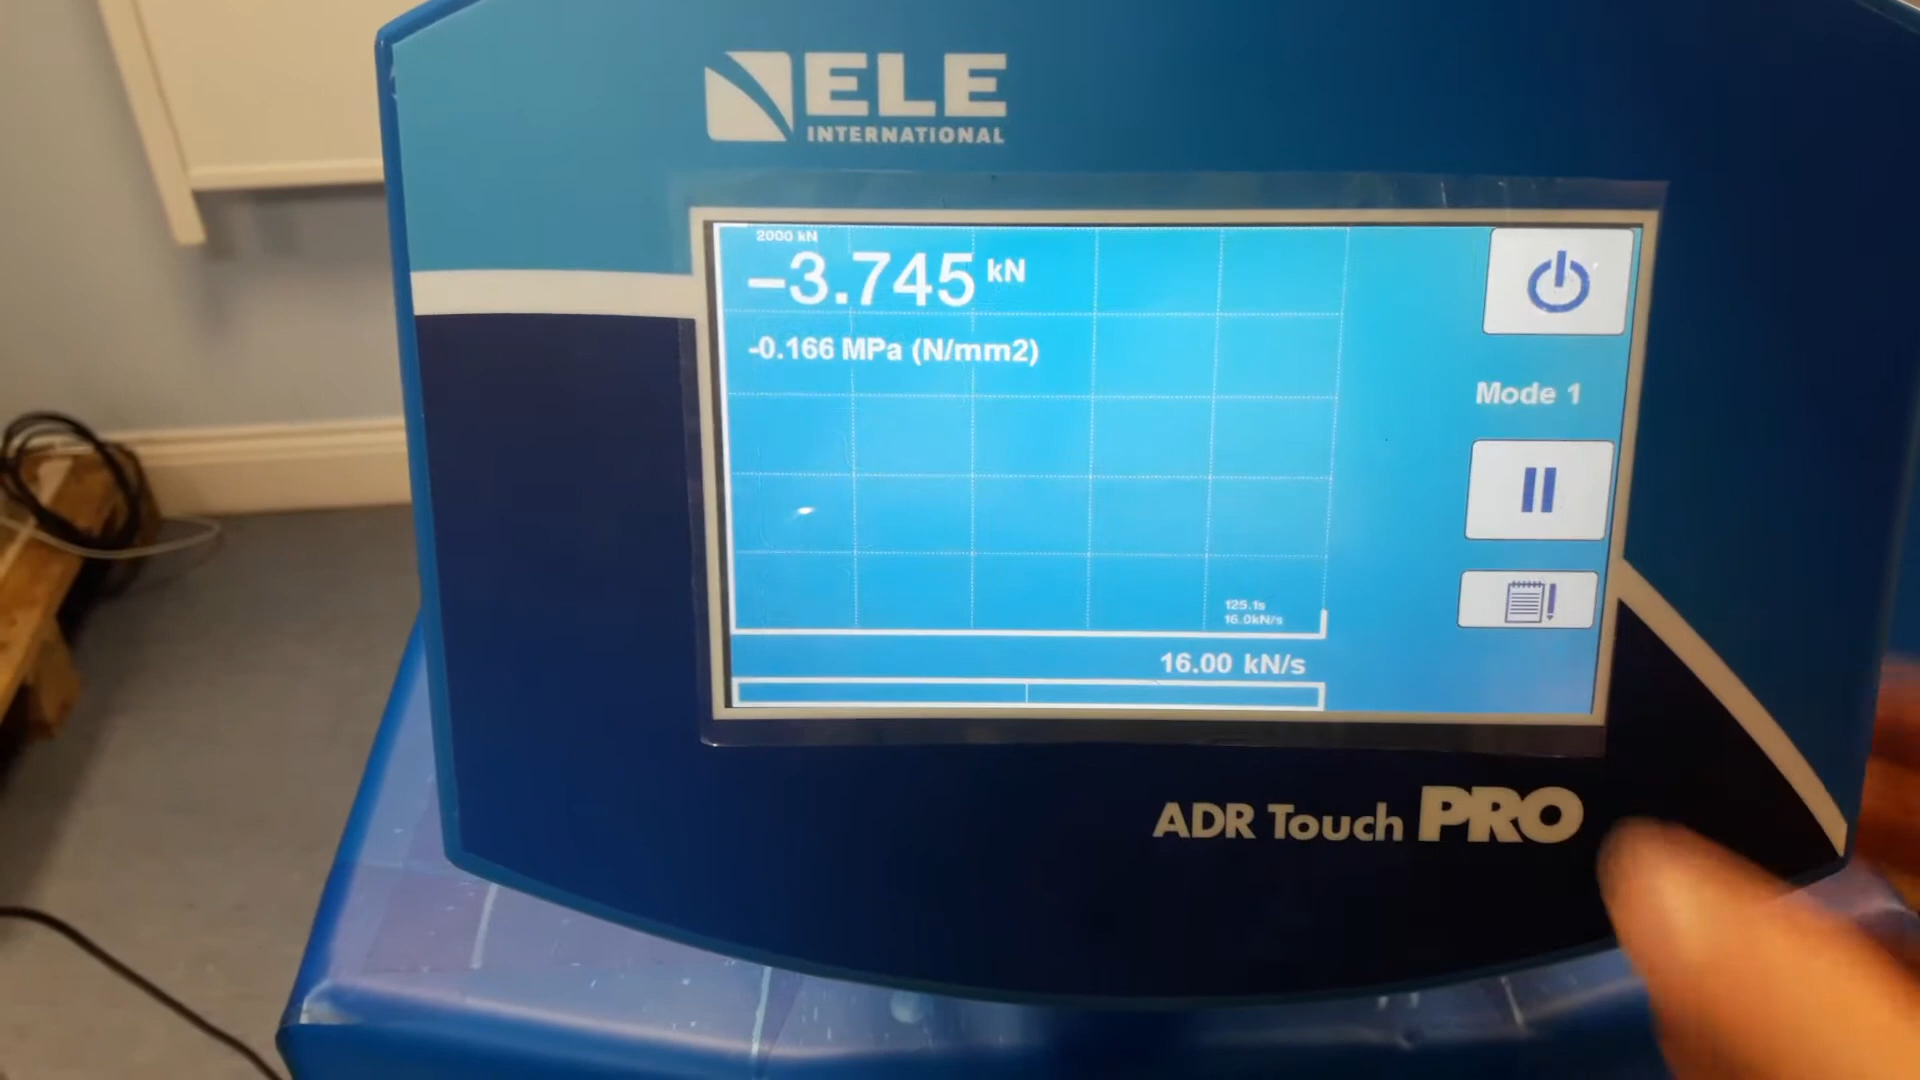 ELE
INTERNATIONAL
2000 kN
-3.745 kN
-0.166 MPa (N/mm2)
Mode 1
125.1s
16.0kN/s
16.00 kN/s
ADR Touch PRO